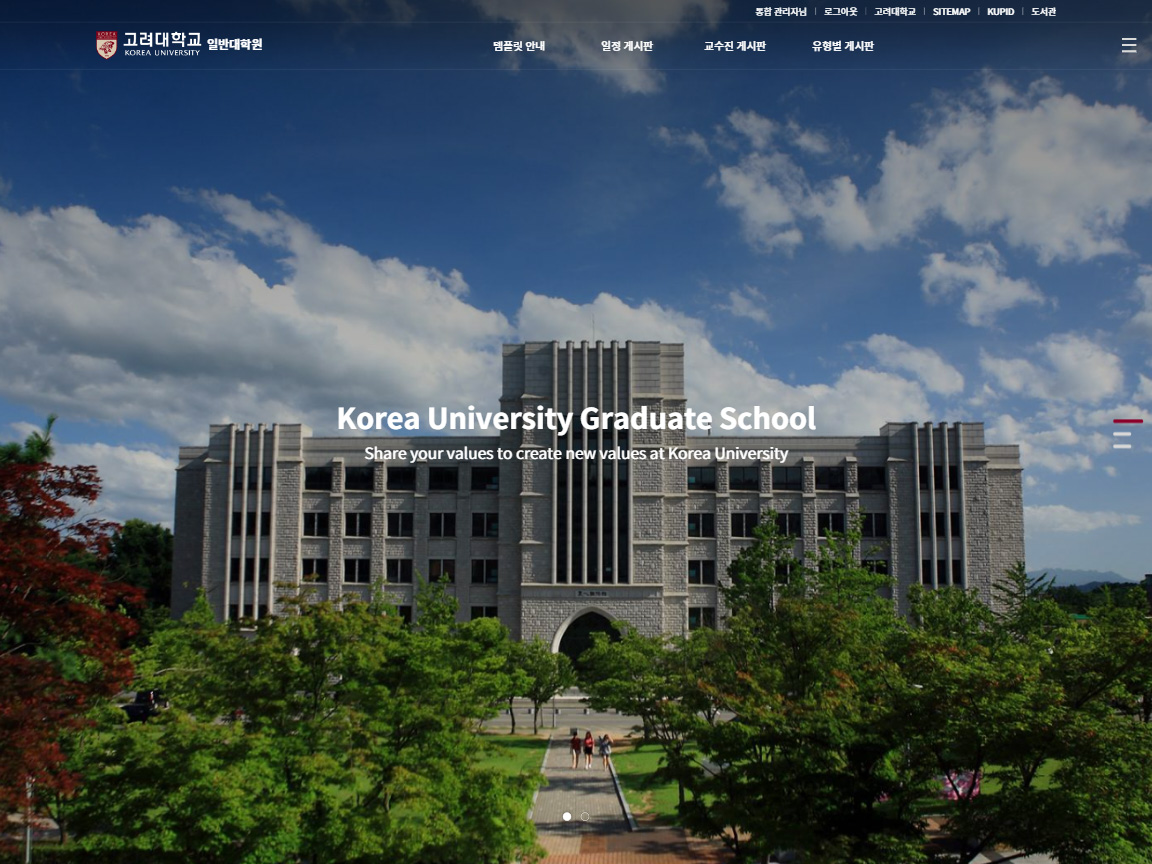 통합 관리자님 로그아웃 고려대학교 SITEMAP KUPID 도서관
KOREA
고려대학교 일반대학원
KOREA UNIVERSITY
템플릿 안내 일정 게시판 교수진 게시판 유형별 게시판
Korea University Graduate School
Share your values to create new values at Korea University